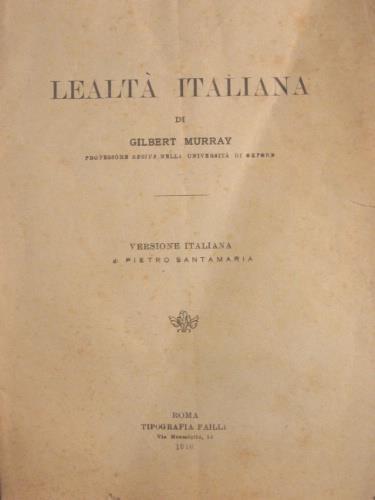 LEALTÀ ITALIANA
DI
GILBERT MURRAY
PROFESSORE REGIUS NELLA UNIVERSITÀ DI OXFORD
VERSIONE ITALIANA
di PIETRO SANTAMARIA
ROMA
TIPOGRAFIA FAILLI
Via